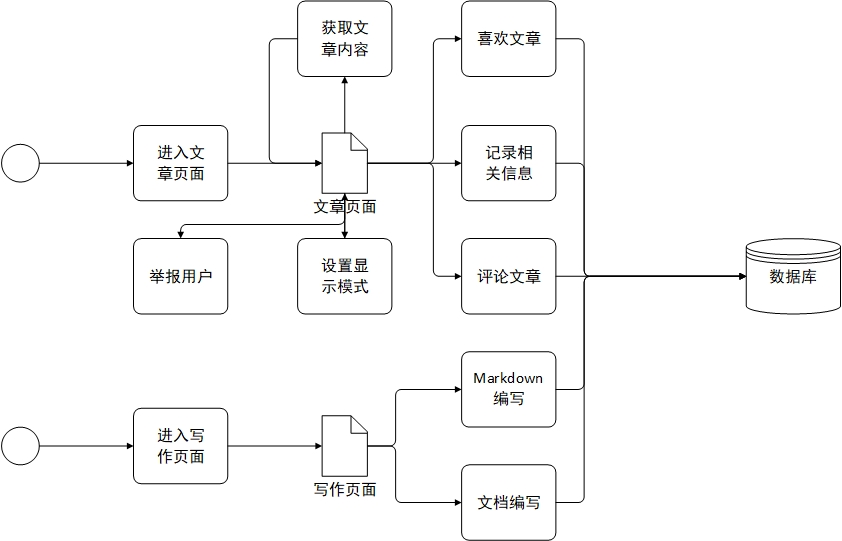 获取文
章内容
喜欢文章
进入文
章页面
记录相
关信息
文章页面
举报用户
设置显
示模式
评论文章
数据库
Markdown
编写
进入写
作页面
写作页面
文档编写